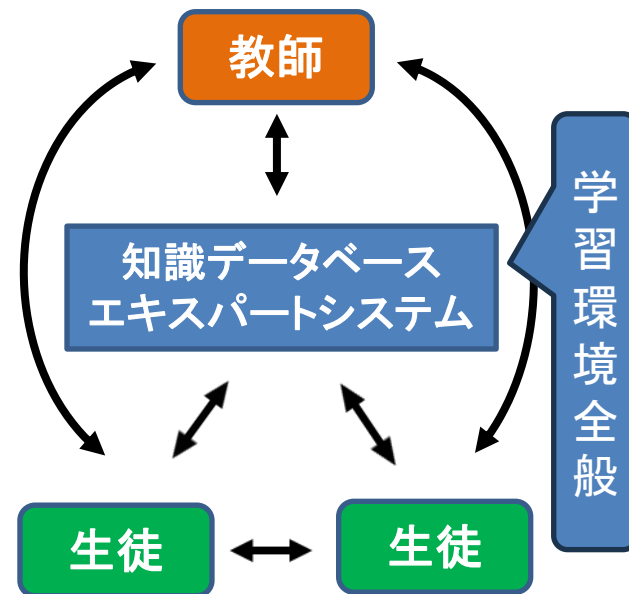 教師
知識データベース
エキスパートシステム
学習環境全般
生徒
生徒